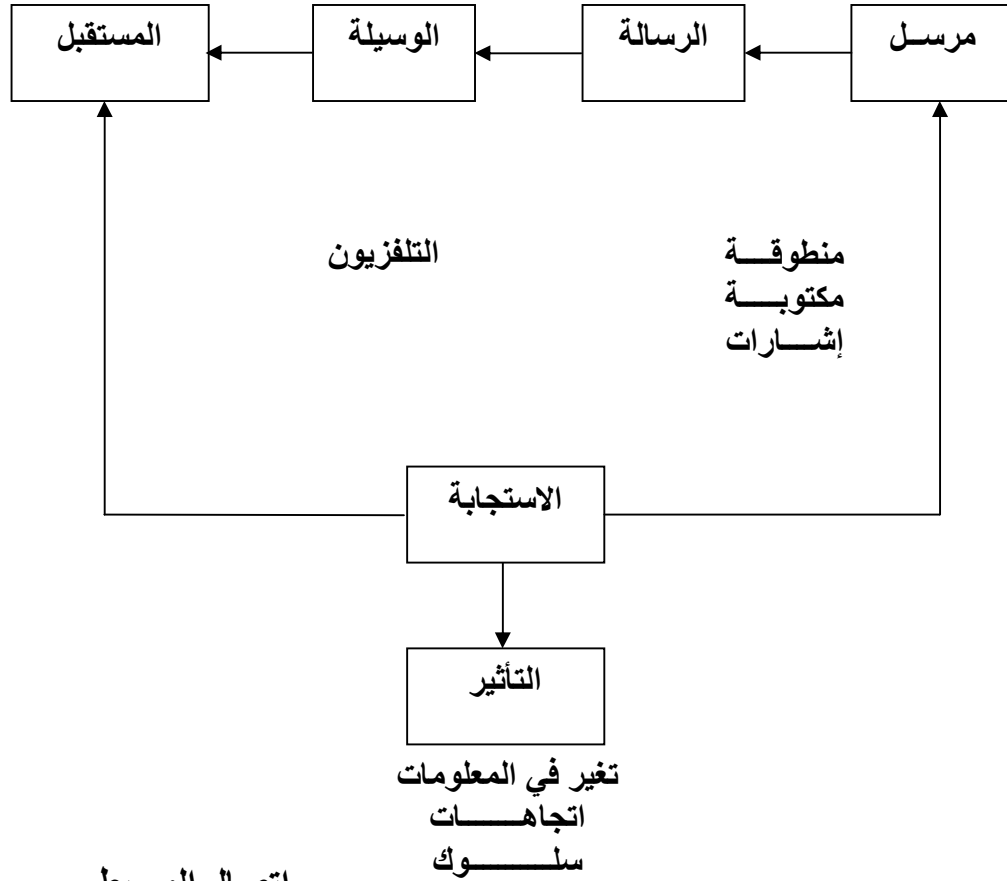 مرسل
الرسالة
الوسيلة
المستقبل
منطوقة
مكتوبة
إشارات
التلفزيون
الاستجابة
التأثير
تغير في المعلومات
اتجاهات
سلوك